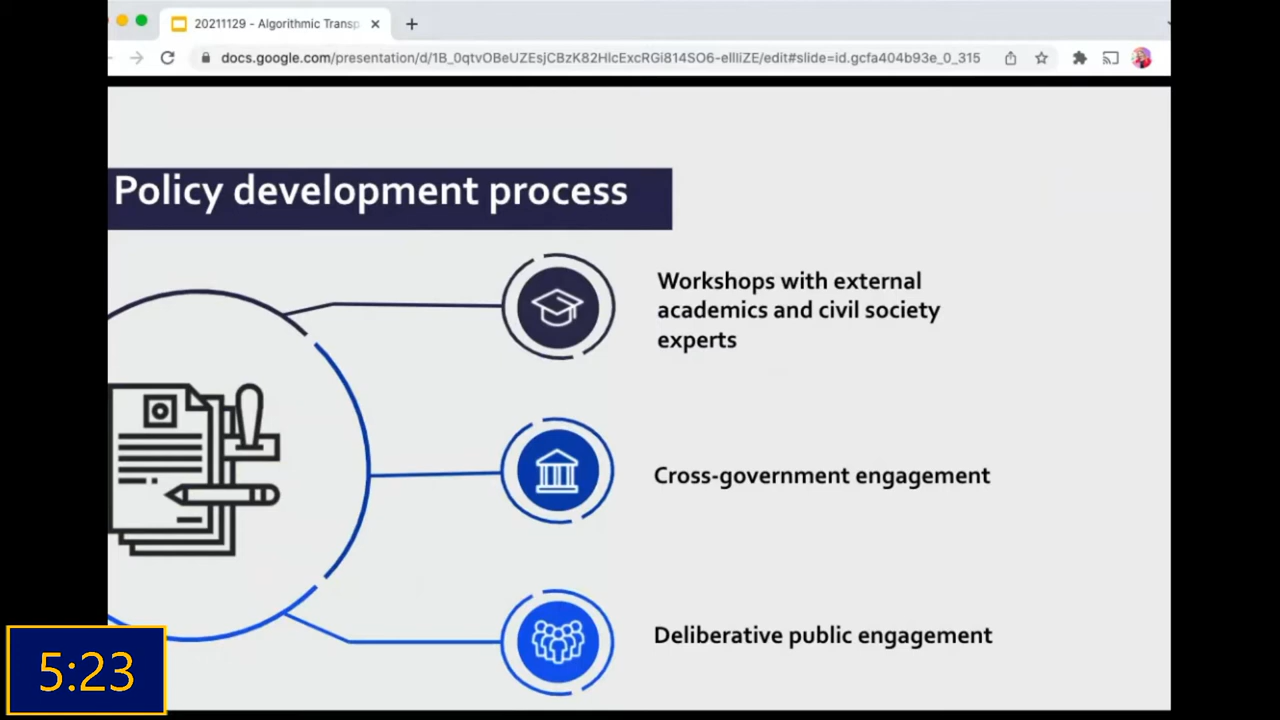 20211129 - Algorithmic Transp
docs.google.com/presentation/d/1B_0qtvOBeUZEsjCBzK82HlcExcRGi814SO6-ellIiZE/edit#slide=id.gcfa404b93e_0_315
Policy development process
Workshops with external
academics and civil society
experts
Cross-government engagement
Deliberative public engagement
5:23